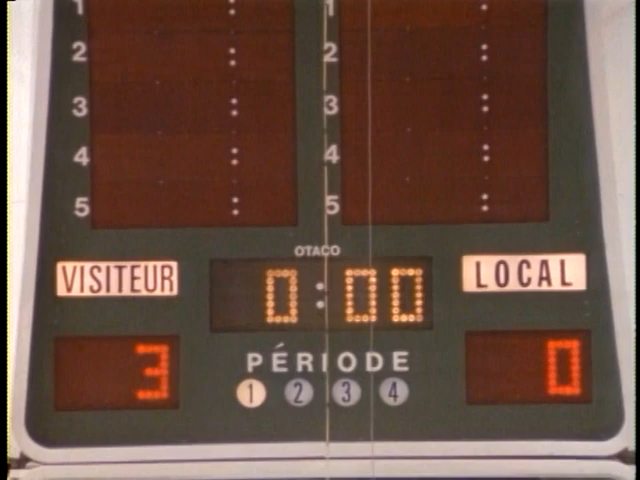 1 1
2 2
3 3
4 4
5 5
OTACO
VISITEUR 0:00 LOCAL
3 PÉRIODE 0
1 2 3 4